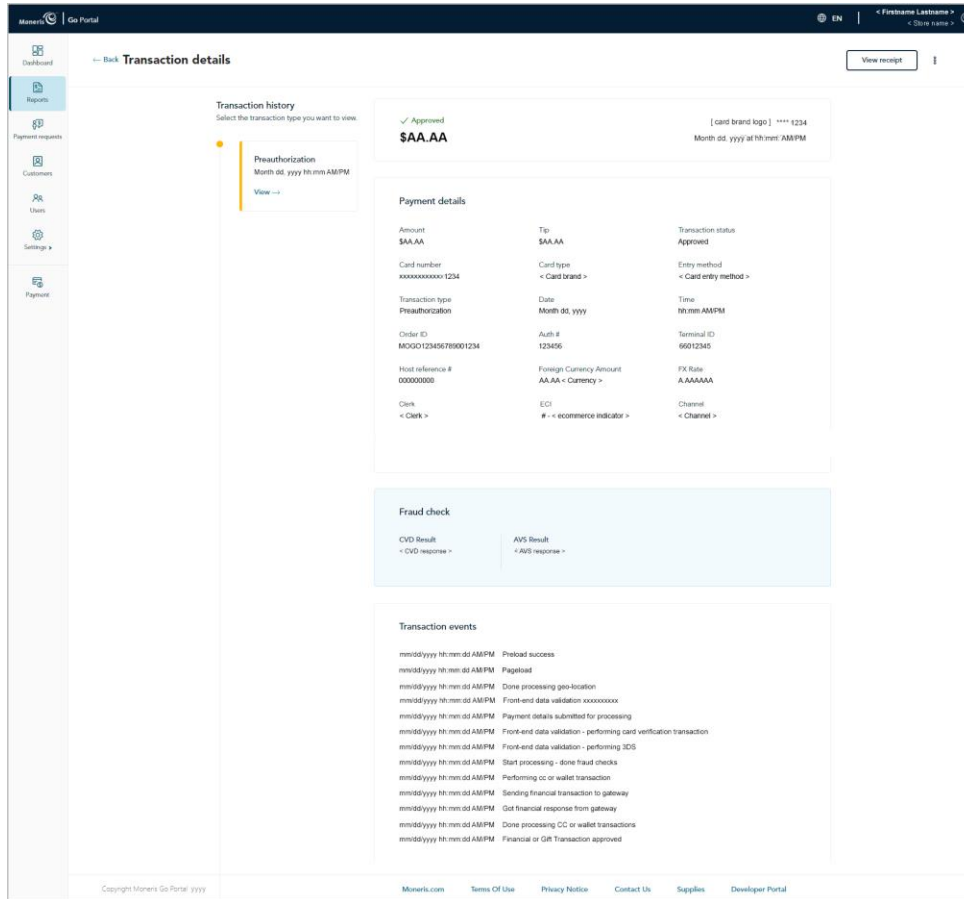 Moneris Go Portal
EN
< Firstname Lastname >
< Store name >
Dashboard
Reports
Payment requests
Customers
Users
Settings
Payment
← Back Transaction details
View receipt
Transaction history
Select the transaction type you want to view.
Preauthorization
Month dd, yyyy hh:mm AM/PM
View →
✓ Approved
$AA.AA
[ card brand logo ] **** 1234
Month dd, yyyy at hh:mm: AM/PM
Payment details
Amount Tip Transaction status
$AA.AA $AA.AA Approved
Card number Card type Entry method
xxxxxxxxxxxx1234 < Card brand > < Card entry method >
Transaction type Date Time
Preauthorization Month dd, yyyy hh:mm AM/PM
Order ID Auth # Terminal ID
MOGO123456789001234 123456 66012345
Host reference # Foreign Currency Amount FX Rate
000000000 AA.AA < Currency > A.AAAAAA
Clerk ECI Channel
< Clerk > # - < ecommerce indicator > < Channel >
Fraud check
CVD Result AVS Result
< CVD response > < AVS response >
Transaction events
mm/dd/yyyy hh:mm:dd AM/PM Preload success
mm/dd/yyyy hh:mm:dd AM/PM Pageload
mm/dd/yyyy hh:mm:dd AM/PM Done processing geo-location
mm/dd/yyyy hh:mm:dd AM/PM Front-end data validation xxxxxxxxxx
mm/dd/yyyy hh:mm:dd AM/PM Payment details submitted for processing
mm/dd/yyyy hh:mm:dd AM/PM Front-end data validation - performing card verification transaction
mm/dd/yyyy hh:mm:dd AM/PM Front-end data validation - performing 3DS
mm/dd/yyyy hh:mm:dd AM/PM Start processing - done fraud checks
mm/dd/yyyy hh:mm:dd AM/PM Performing cc or wallet transaction
mm/dd/yyyy hh:mm:dd AM/PM Sending financial transaction to gateway
mm/dd/yyyy hh:mm:dd AM/PM Got financial response from gateway
mm/dd/yyyy hh:mm:dd AM/PM Done processing CC or wallet transactions
mm/dd/yyyy hh:mm:dd AM/PM Financial or Gift Transaction approved
Copyright Moneris Go Portal yyyy
Moneris.com Terms Of Use Privacy Notice Contact Us Supplies Developer Portal